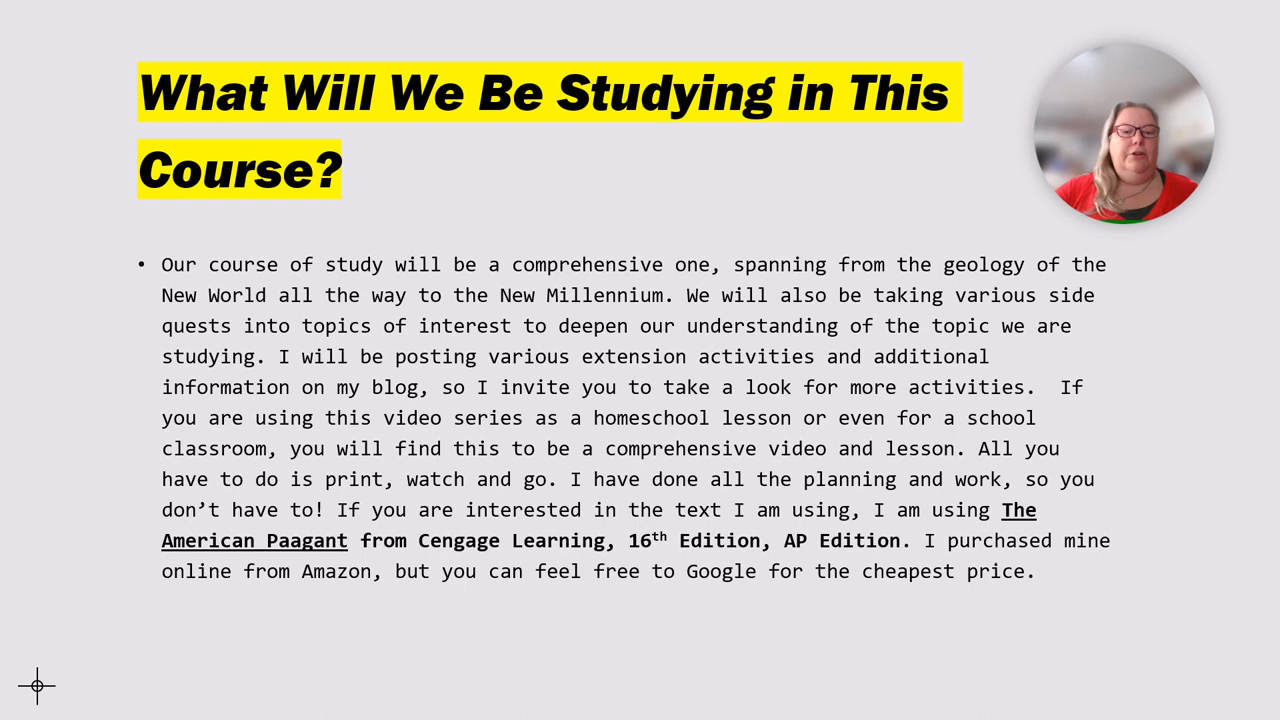 What Will We Be Studying in This
Course?
• Our course of study will be a comprehensive one, spanning from the geology of the
New World all the way to the New Millennium. We will also be taking various side
quests into topics of interest to deepen our understanding of the topic we are
studying. I will be posting various extension activities and additional
information on my blog, so I invite you to take a look for more activities.  If
you are using this video series as a homeschool lesson or even for a school
classroom, you will find this to be a comprehensive video and lesson. All you
have to do is print, watch and go. I have done all the planning and work, so you
don’t have to! If you are interested in the text I am using, I am using The
American Paagant from Cengage Learning, 16th Edition, AP Edition. I purchased mine
online from Amazon, but you can feel free to Google for the cheapest price.